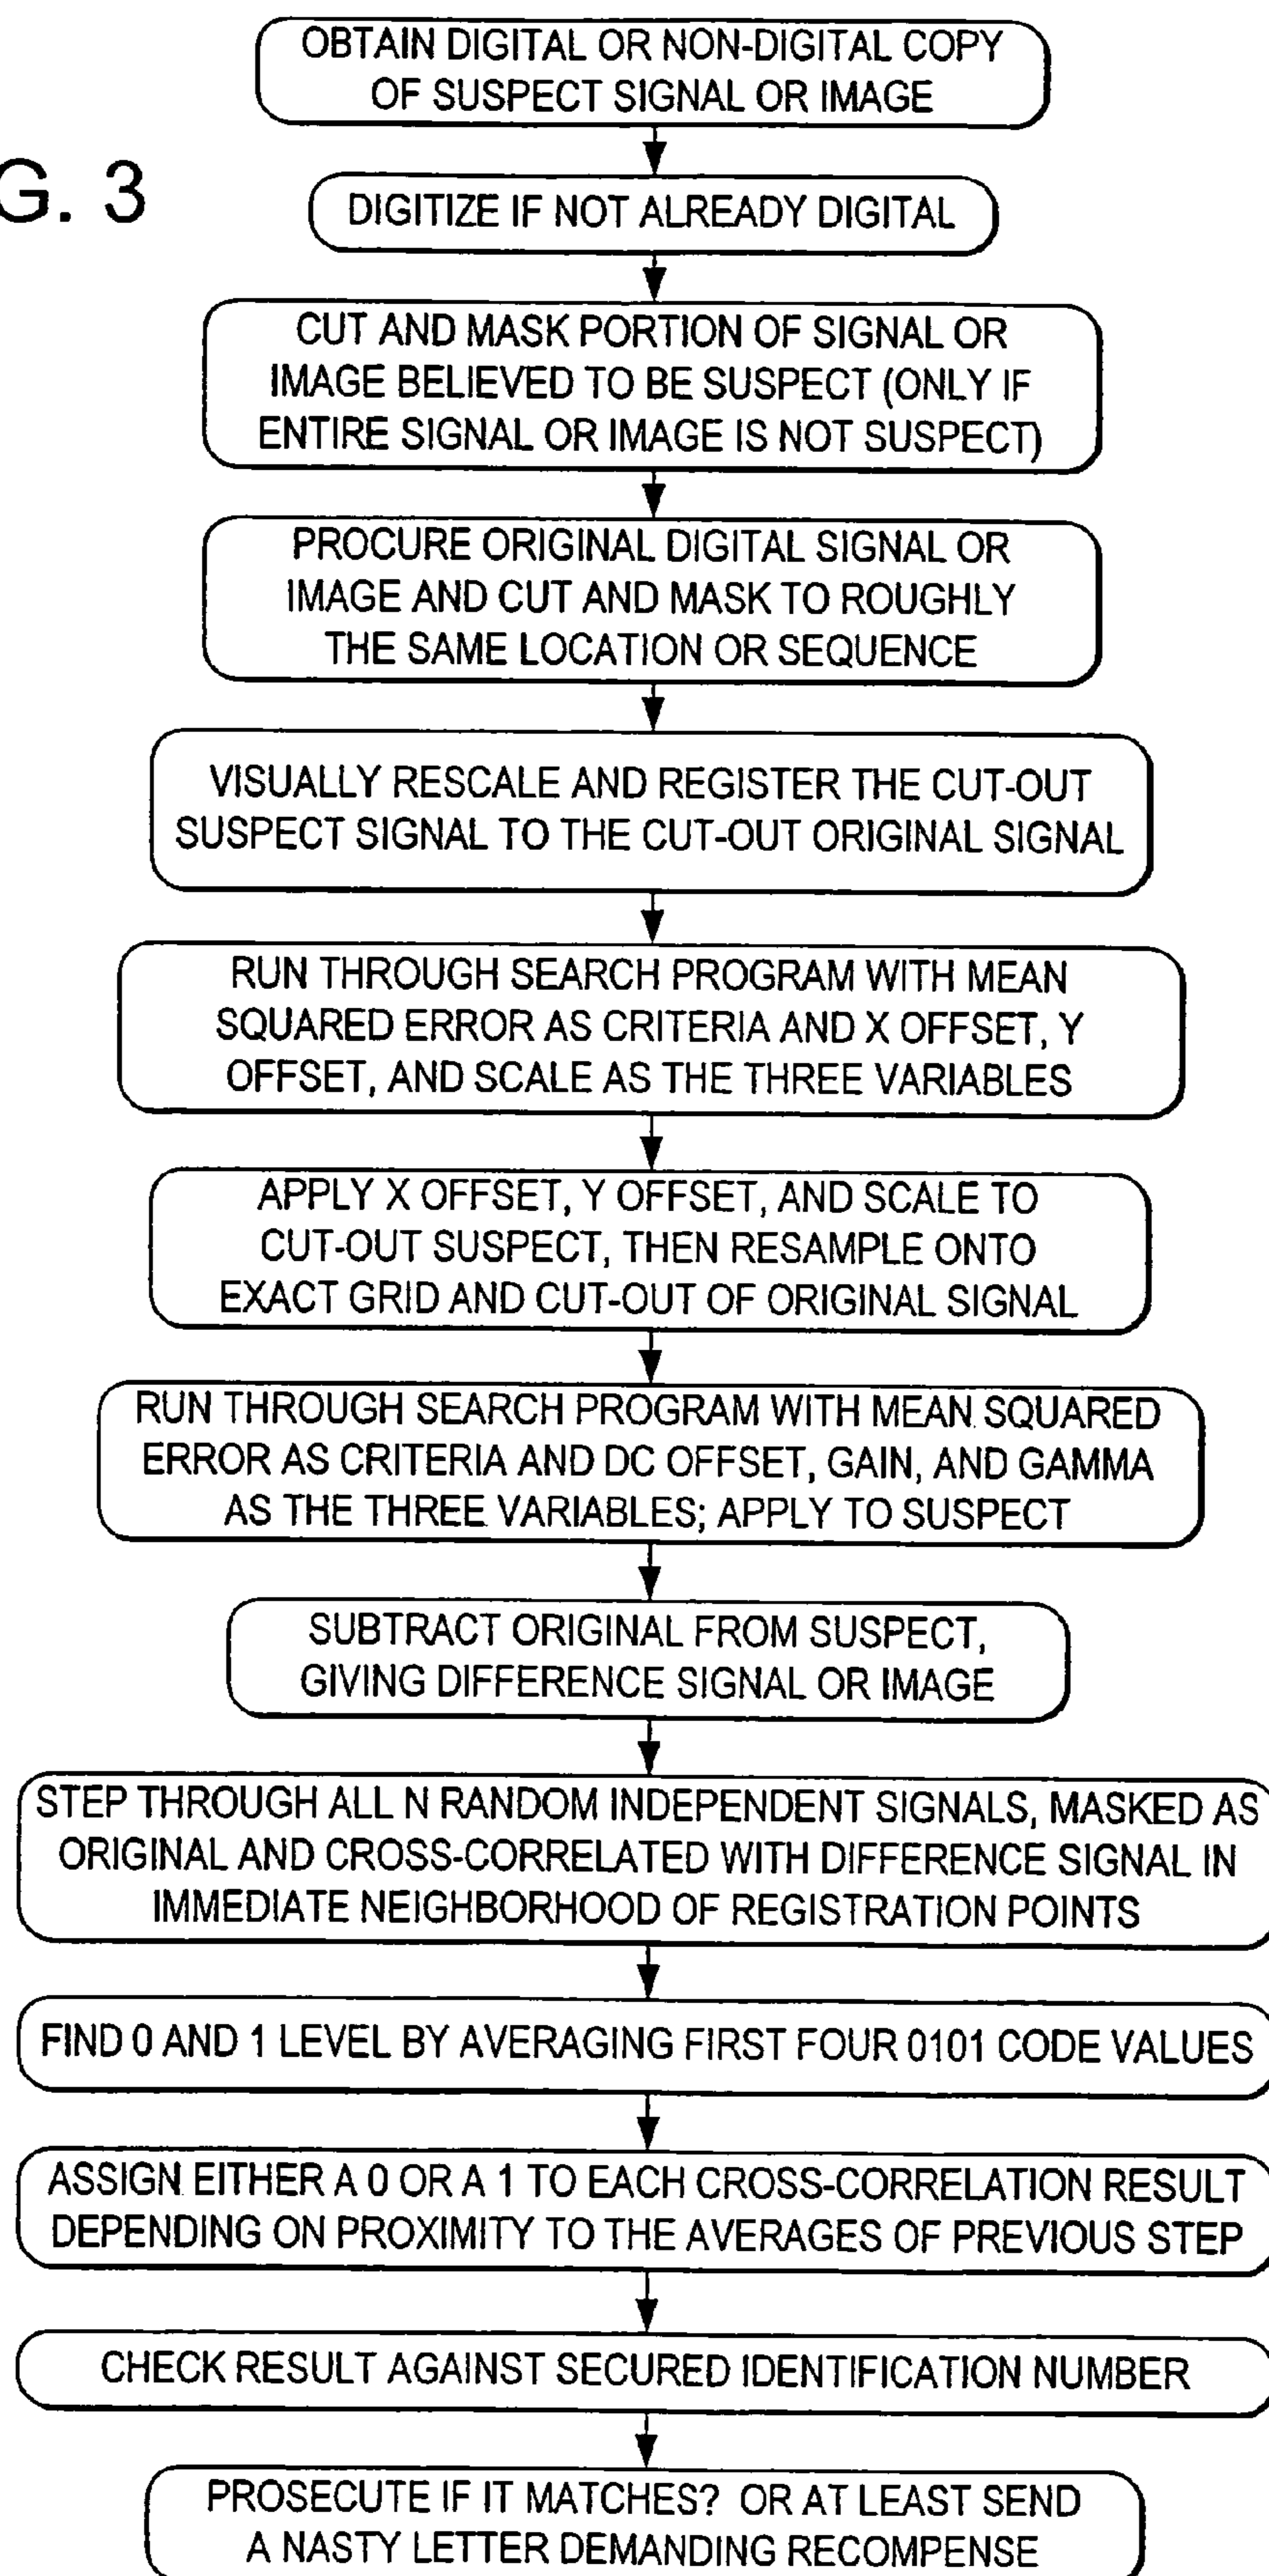 OBTAIN DIGITAL OR NON-DIGITAL COPY
OF SUSPECT SIGNAL OR IMAGE
G. 3
DIGITIZE IF NOT ALREADY DIGITAL
CUT AND MASK PORTION OF SIGNAL OR
IMAGE BELIEVED TO BE SUSPECT (ONLY IF
ENTIRE SIGNAL OR IMAGE IS NOT SUSPECT)
PROCURE ORIGINAL DIGITAL SIGNAL OR
IMAGE AND CUT AND MASK TO ROUGHLY
THE SAME LOCATION OR SEQUENCE
VISUALLY RESCALE AND REGISTER THE CUT-OUT
SUSPECT SIGNAL TO THE CUT-OUT ORIGINAL SIGNAL
RUN THROUGH SEARCH PROGRAM WITH MEAN
SQUARED ERROR AS CRITERIA AND X OFFSET, Y
OFFSET, AND SCALE AS THE THREE VARIABLES
APPLY X OFFSET, Y OFFSET, AND SCALE TO
CUT-OUT SUSPECT, THEN RESAMPLE ONTO
EXACT GRID AND CUT-OUT OF ORIGINAL SIGNAL
RUN THROUGH SEARCH PROGRAM WITH MEAN SQUARED
ERROR AS CRITERIA AND DC OFFSET, GAIN, AND GAMMA
AS THE THREE VARIABLES; APPLY TO SUSPECT
SUBTRACT ORIGINAL FROM SUSPECT,
GIVING DIFFERENCE SIGNAL OR IMAGE
STEP THROUGH ALL N RANDOM INDEPENDENT SIGNALS, MASKED AS
ORIGINAL AND CROSS-CORRELATED WITH DIFFERENCE SIGNAL IN
IMMEDIATE NEIGHBORHOOD OF REGISTRATION POINTS
FIND 0 AND 1 LEVEL BY AVERAGING FIRST FOUR 0101 CODE VALUES
ASSIGN EITHER A 0 OR A 1 TO EACH CROSS-CORRELATION RESULT
DEPENDING ON PROXIMITY TO THE AVERAGES OF PREVIOUS STEP
CHECK RESULT AGAINST SECURED IDENTIFICATION NUMBER
PROSECUTE IF IT MATCHES? OR AT LEAST SEND
A NASTY LETTER DEMANDING RECOMPENSE